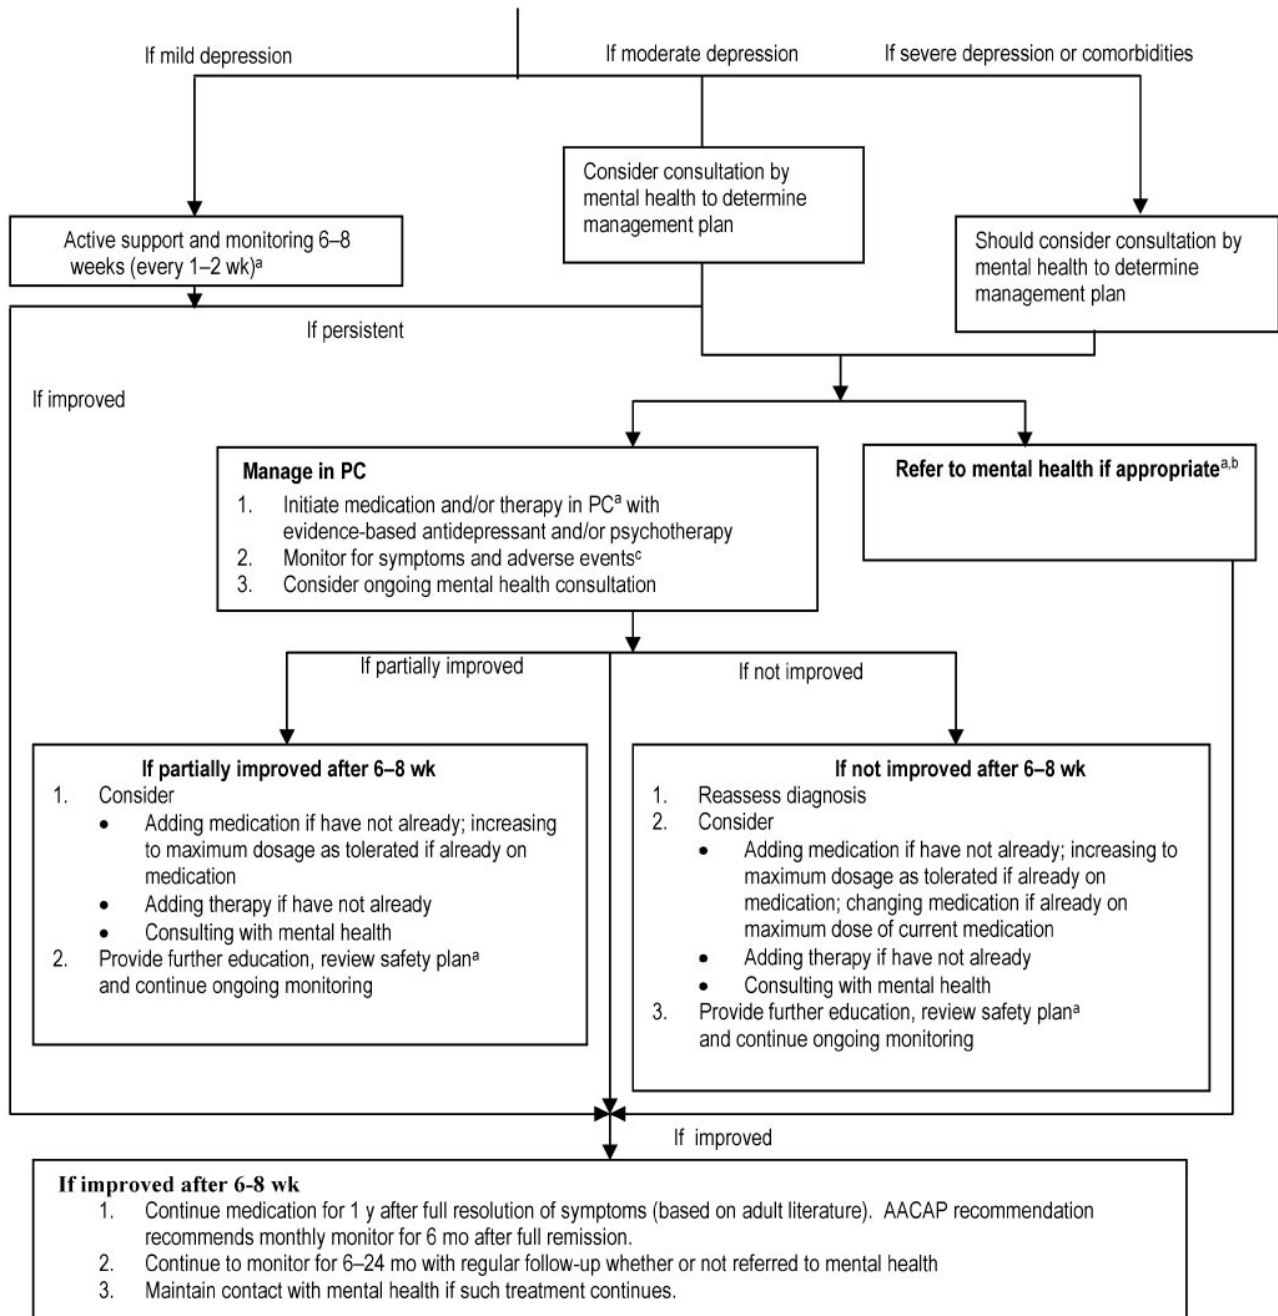 If mild depression
If moderate depression
If severe depression or comorbidities
Consider consultation by
mental health to determine
management plan
Active support and monitoring 6–8
weeks (every 1–2 wk)ᵃ
Should consider consultation by
mental health to determine
management plan
If persistent
If improved
Manage in PC
1. Initiate medication and/or therapy in PCᵃ with
evidence-based antidepressant and/or psychotherapy
2. Monitor for symptoms and adverse eventsᶜ
3. Consider ongoing mental health consultation
Refer to mental health if appropriateᵃ,ᵇ
If partially improved
If not improved
If partially improved after 6–8 wk
1. Consider
• Adding medication if have not already; increasing
to maximum dosage as tolerated if already on
medication
• Adding therapy if have not already
• Consulting with mental health
2. Provide further education, review safety planᵃ
and continue ongoing monitoring
If not improved after 6–8 wk
1. Reassess diagnosis
2. Consider
• Adding medication if have not already; increasing to
maximum dosage as tolerated if already on
medication; changing medication if already on
maximum dose of current medication
• Adding therapy if have not already
• Consulting with mental health
3. Provide further education, review safety planᵃ
and continue ongoing monitoring
If improved
If improved after 6-8 wk
1. Continue medication for 1 y after full resolution of symptoms (based on adult literature). AACAP recommendation
recommends monthly monitor for 6 mo after full remission.
2. Continue to monitor for 6–24 mo with regular follow-up whether or not referred to mental health
3. Maintain contact with mental health if such treatment continues.